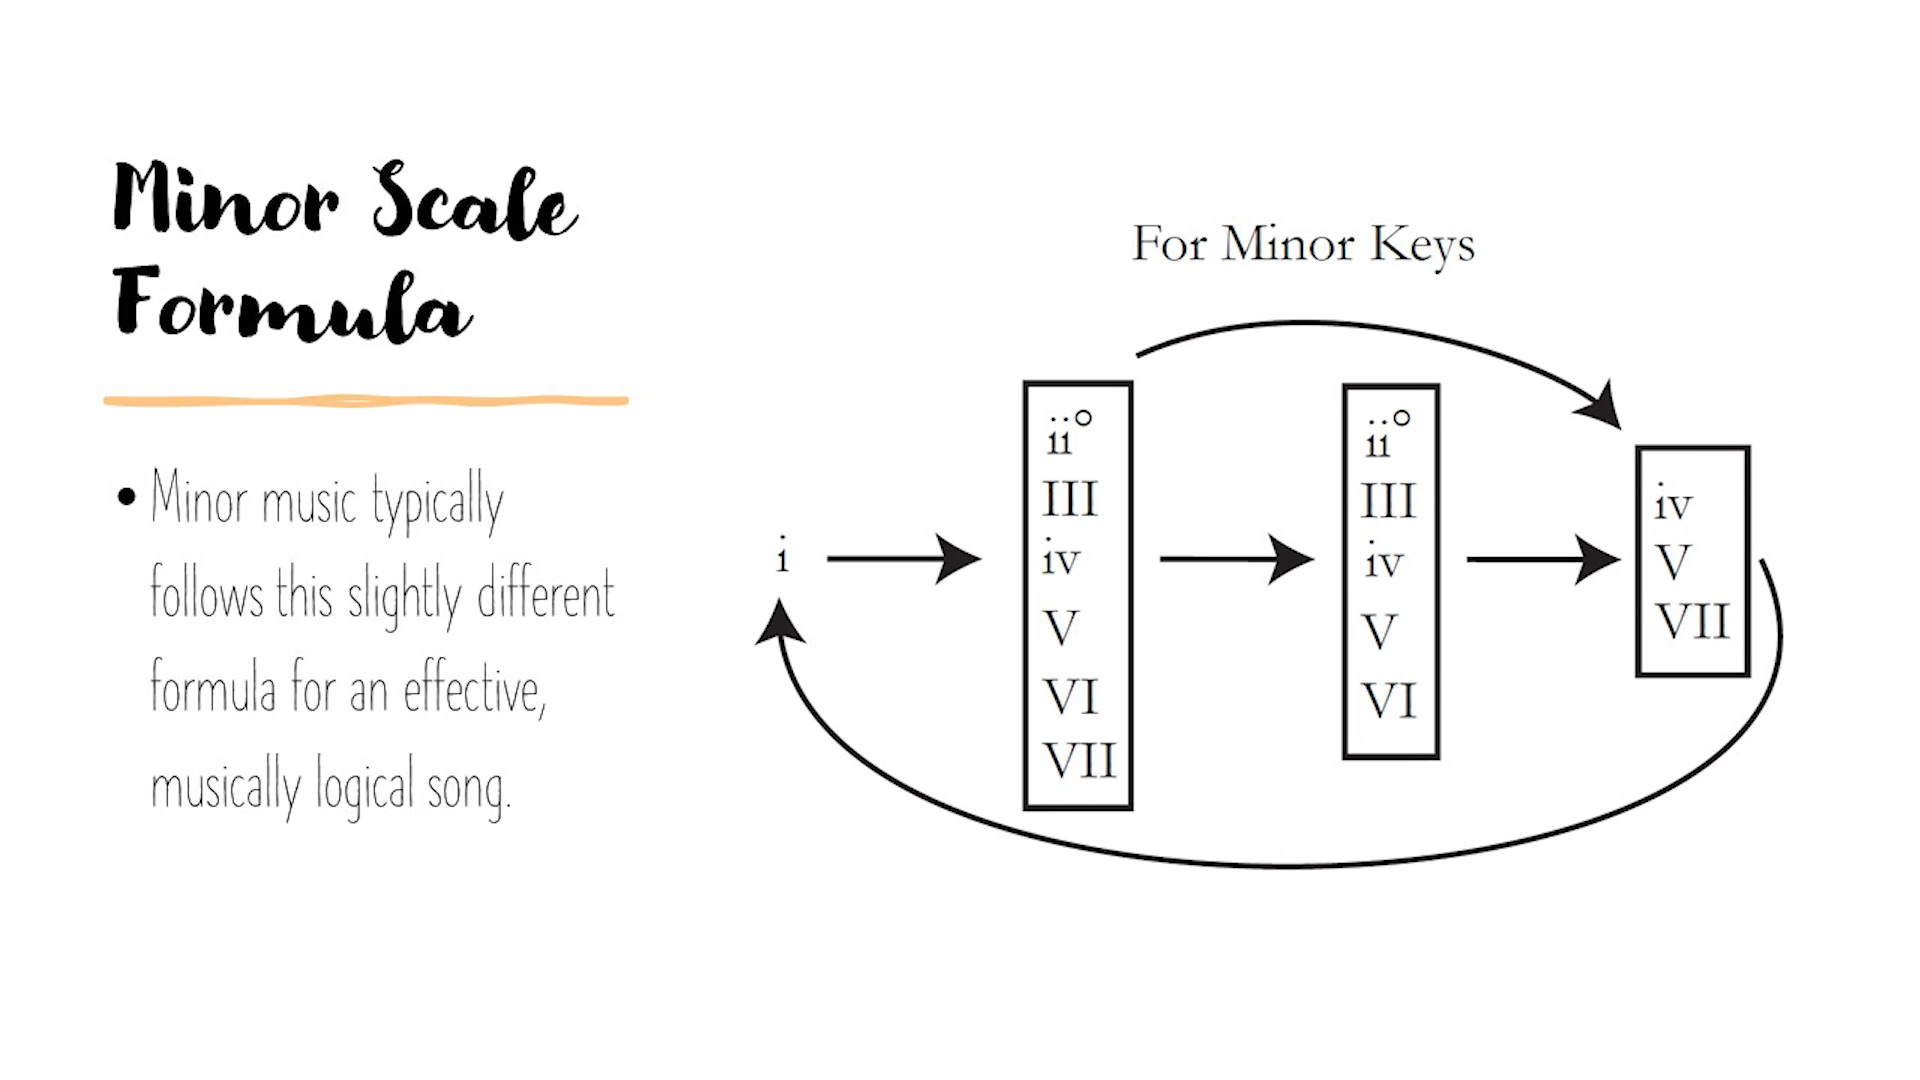 Minor Scale
Formula
• Minor music typically
follows this slightly different
formula for an effective,
musically logical song.
For Minor Keys
i
ii°
III
iv
V
VI
VII
ii°
III
iv
V
VI
iv
V
VII